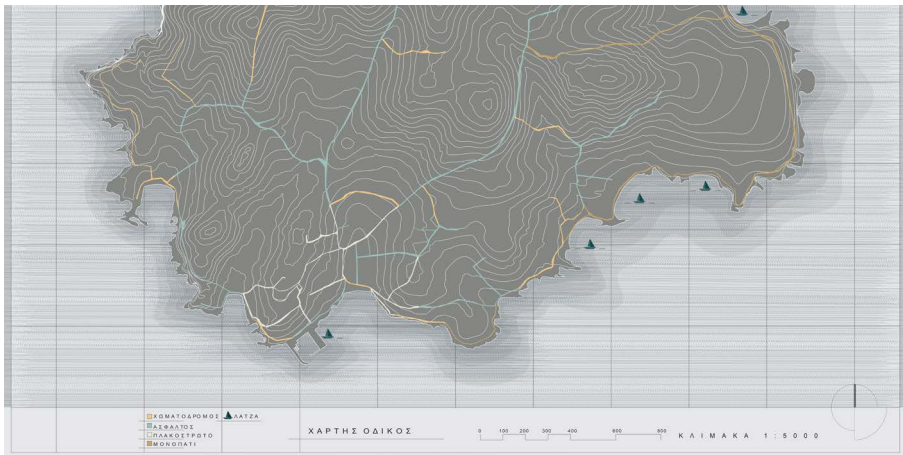 ΧΩΜΑΤΟΔΡΟΜΟΣ ΛΑΤΖΑ
ΑΣΦΑΛΤΟΣ
ΠΛΑΚΟΣΤΡΩΤΟ
ΜΟΝΟΠΑΤΙ
ΧΑΡΤΗΣ ΟΔΙΚΟΣ
0 100 200 300 400 600 800
ΚΛΙΜΑΚΑ 1:5000